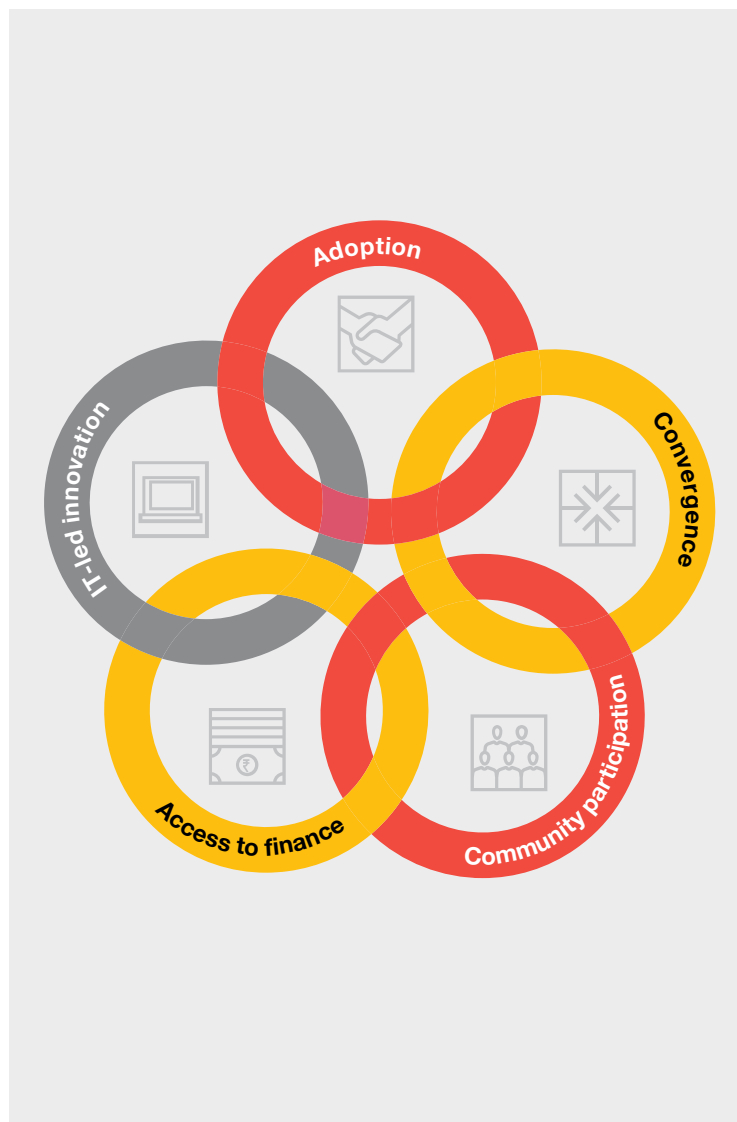 Adoption
Convergence
IT-led innovation
Access to finance
Community participation
₹